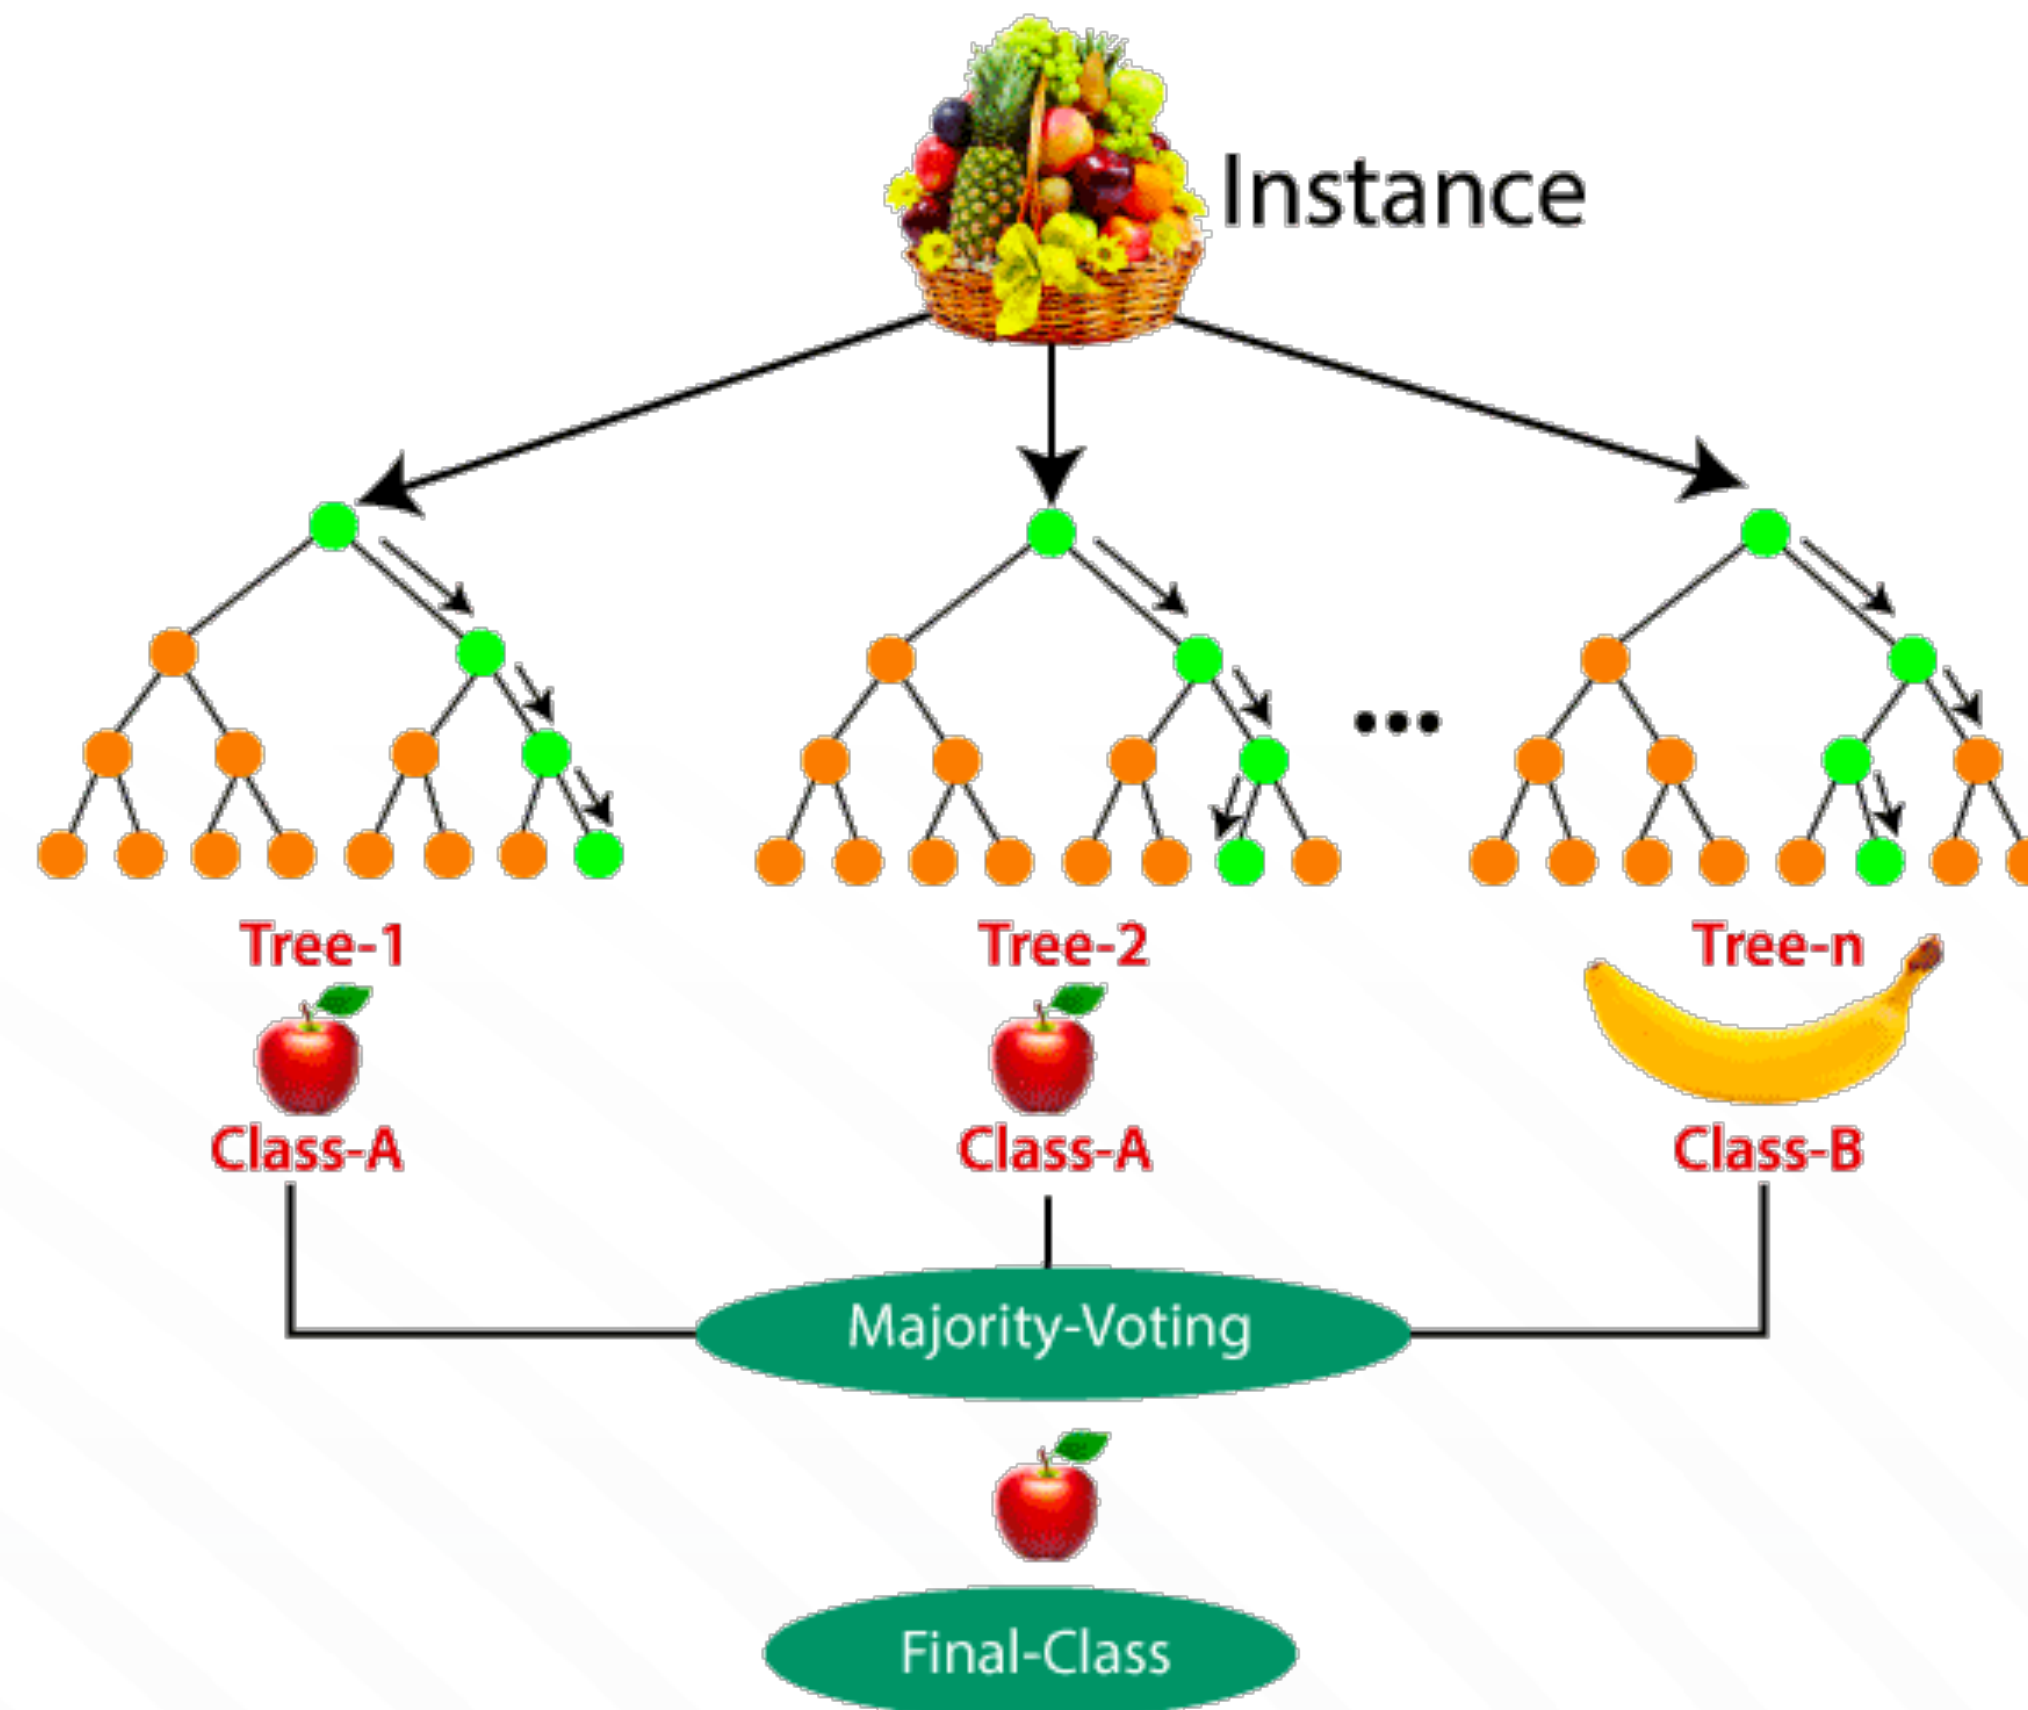 Instance
Tree-1
Tree-2
Tree-n
Class-A
Class-A
Class-B
Majority-Voting
Final-Class